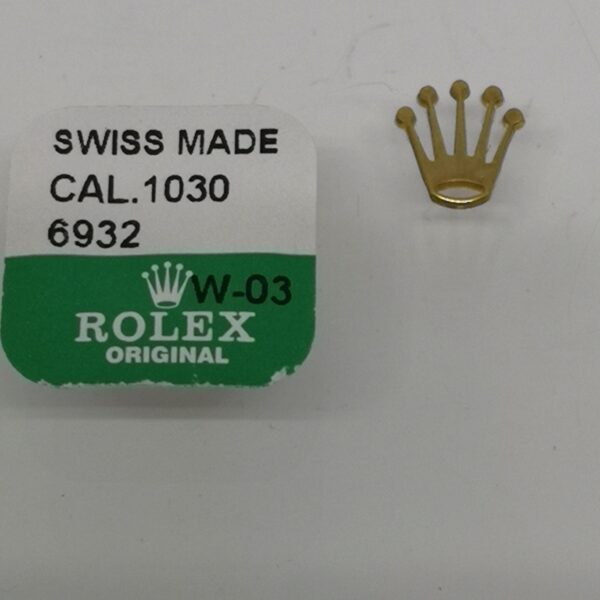 SWISS MADE
CAL.1030
6932
W-03
ROLEX
ORIGINAL